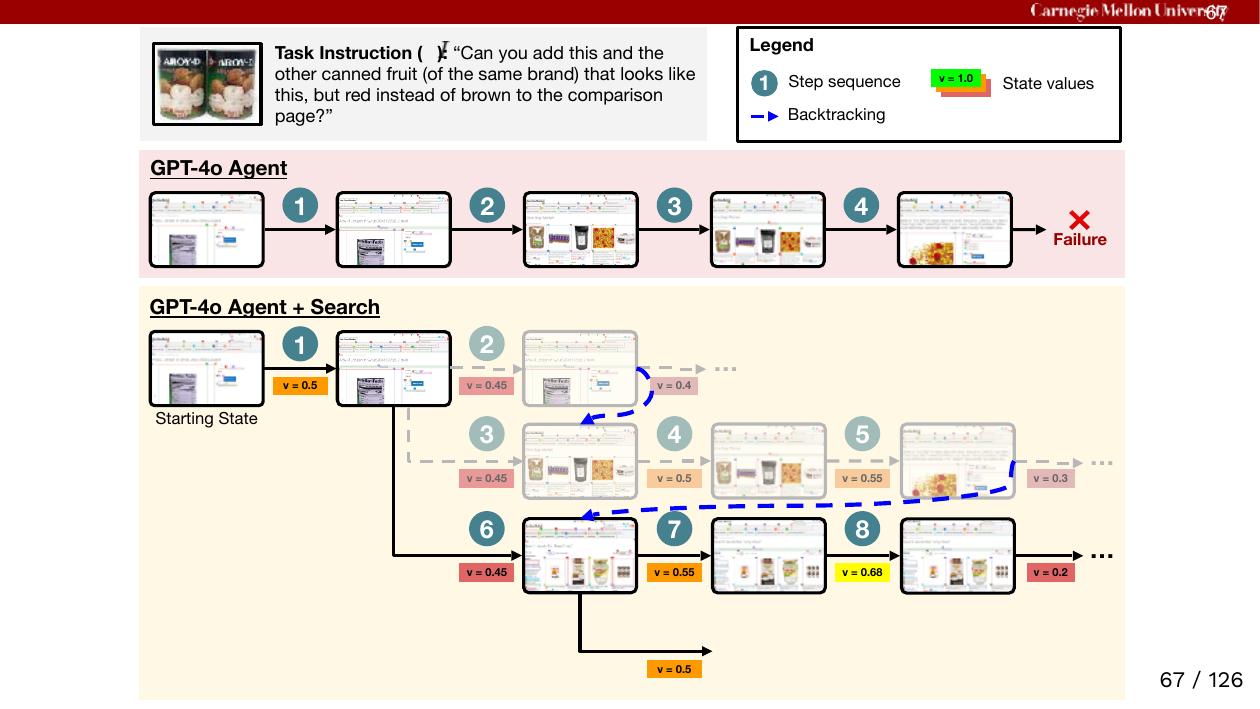 Carnegie Mellon University
67
AROY-D
AROY-D
Task Instruction ( ): “Can you add this and the
other canned fruit (of the same brand) that looks like
this, but red instead of brown to the comparison
page?”
Legend
1 Step sequence
v = 1.0 State values
Backtracking
GPT-4o Agent
1 2 3 4
Failure
GPT-4o Agent + Search
1 2
v = 0.5 v = 0.45 v = 0.4 ...
Starting State
3 4 5
v = 0.45 v = 0.5 v = 0.55 v = 0.3 ...
6 7 8
v = 0.45 v = 0.55 v = 0.68 v = 0.2 ...
v = 0.5
67 / 126